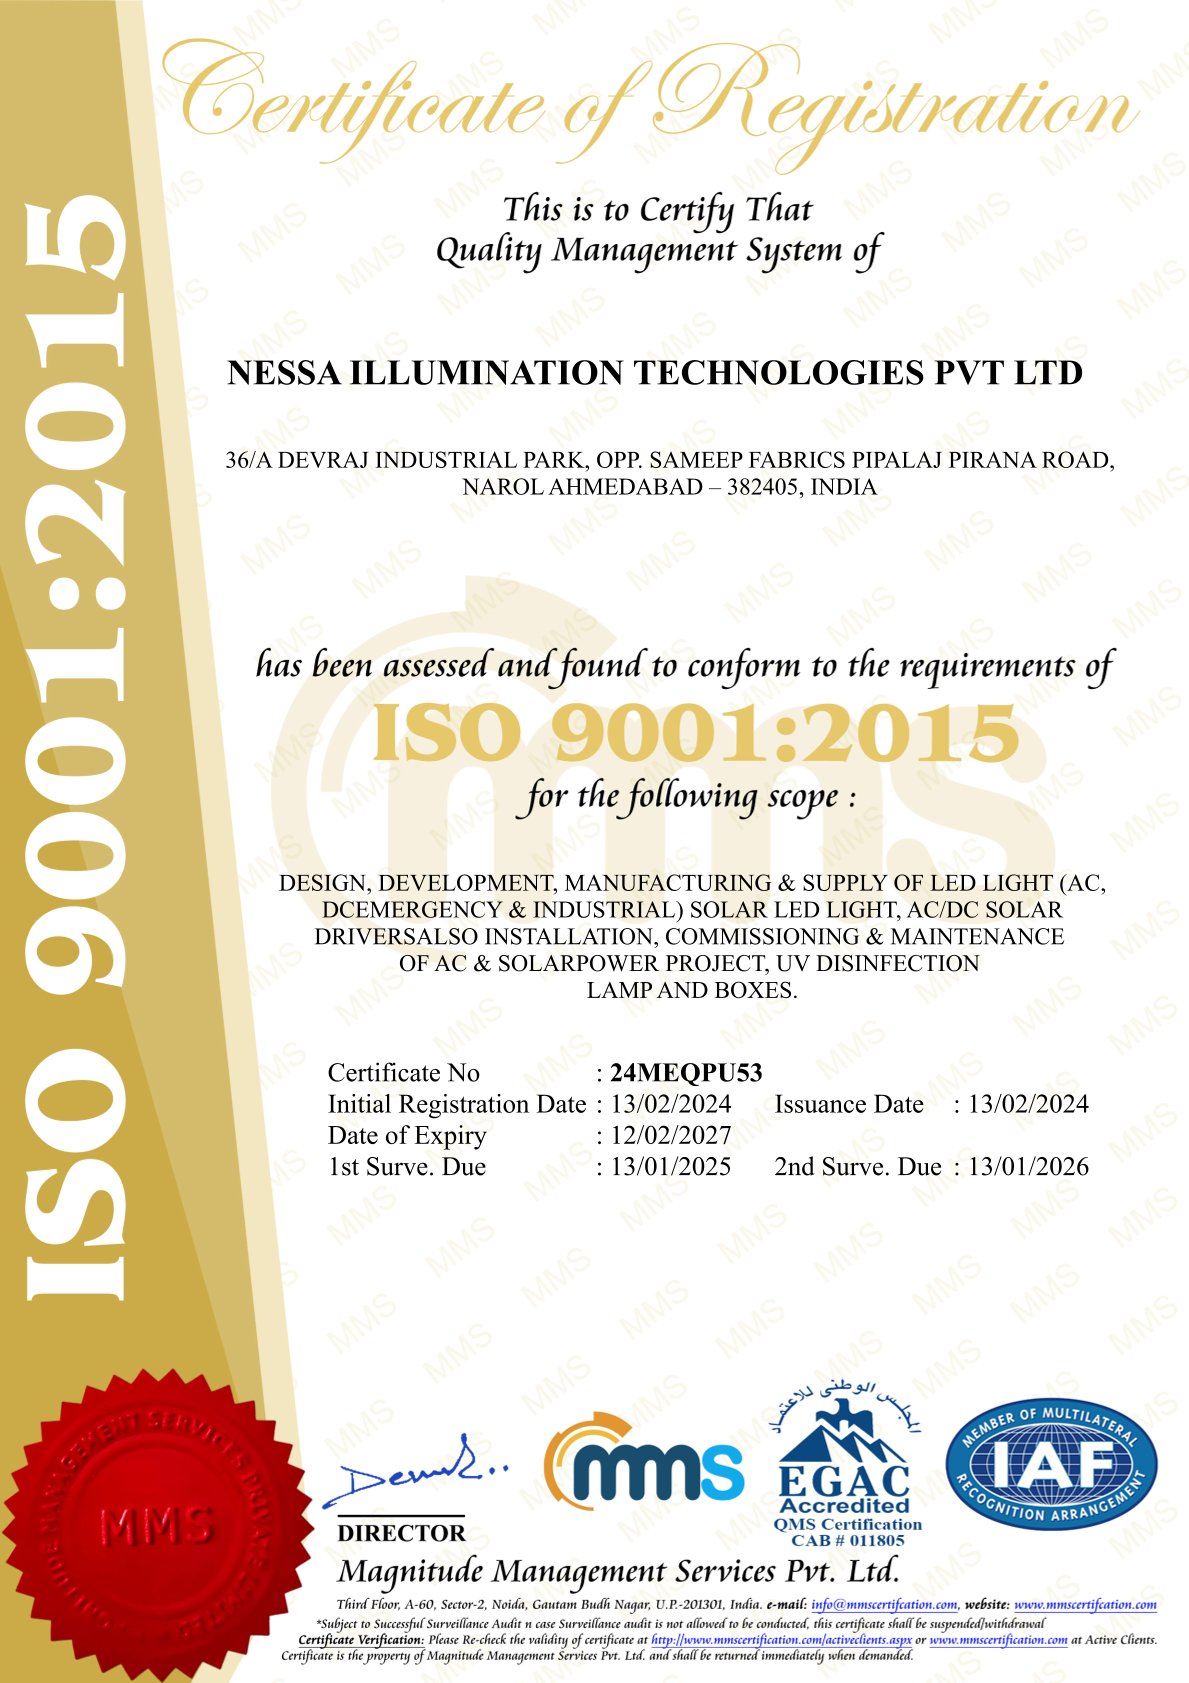 Certificate of Registration
This is to Certify That
Quality Management System of
NESSA ILLUMINATION TECHNOLOGIES PVT LTD
36/A DEVRAJ INDUSTRIAL PARK, OPP. SAMEEP FABRICS PIPALAJ PIRANA ROAD,
NAROL AHMEDABAD – 382405, INDIA
has been assessed and found to conform to the requirements of
ISO 9001:2015
for the following scope :
DESIGN, DEVELOPMENT, MANUFACTURING & SUPPLY OF LED LIGHT (AC,
DCEMERGENCY & INDUSTRIAL) SOLAR LED LIGHT, AC/DC SOLAR
DRIVERSALSO INSTALLATION, COMMISSIONING & MAINTENANCE
OF AC & SOLARPOWER PROJECT, UV DISINFECTION
LAMP AND BOXES.
Certificate No : 24MEQPU53
Initial Registration Date : 13/02/2024 Issuance Date : 13/02/2024
Date of Expiry : 12/02/2027
1st Surve. Due : 13/01/2025 2nd Surve. Due : 13/01/2026
ISO 9001:2015
MMS
DIRECTOR
mms
المجلس الوطنى للاعتماد
EGAC
Accredited
QMS Certification
CAB # 011805
MEMBER OF MULTILATERAL
IAF
RECOGNITION ARRANGEMENT
Magnitude Management Services Pvt. Ltd.
Third Floor, A-60, Sector-2, Noida, Gautam Budh Nagar, U.P.-201301, India. e-mail: info@mmscertifcation.com, website: www.mmscertifcation.com
*Subject to Successful Surveillance Audit n case Surveillance audit is not allowed to be conducted, this certificate shall be suspended/withdrawal
Certificate Verification: Please Re-check the validity of certificate at http://www.mmscertification.com/activeclients.aspx or www.mmscertification.com at Active Clients.
Certificate is the property of Magnitude Management Services Pvt. Ltd. and shall be returned immediately when demanded.